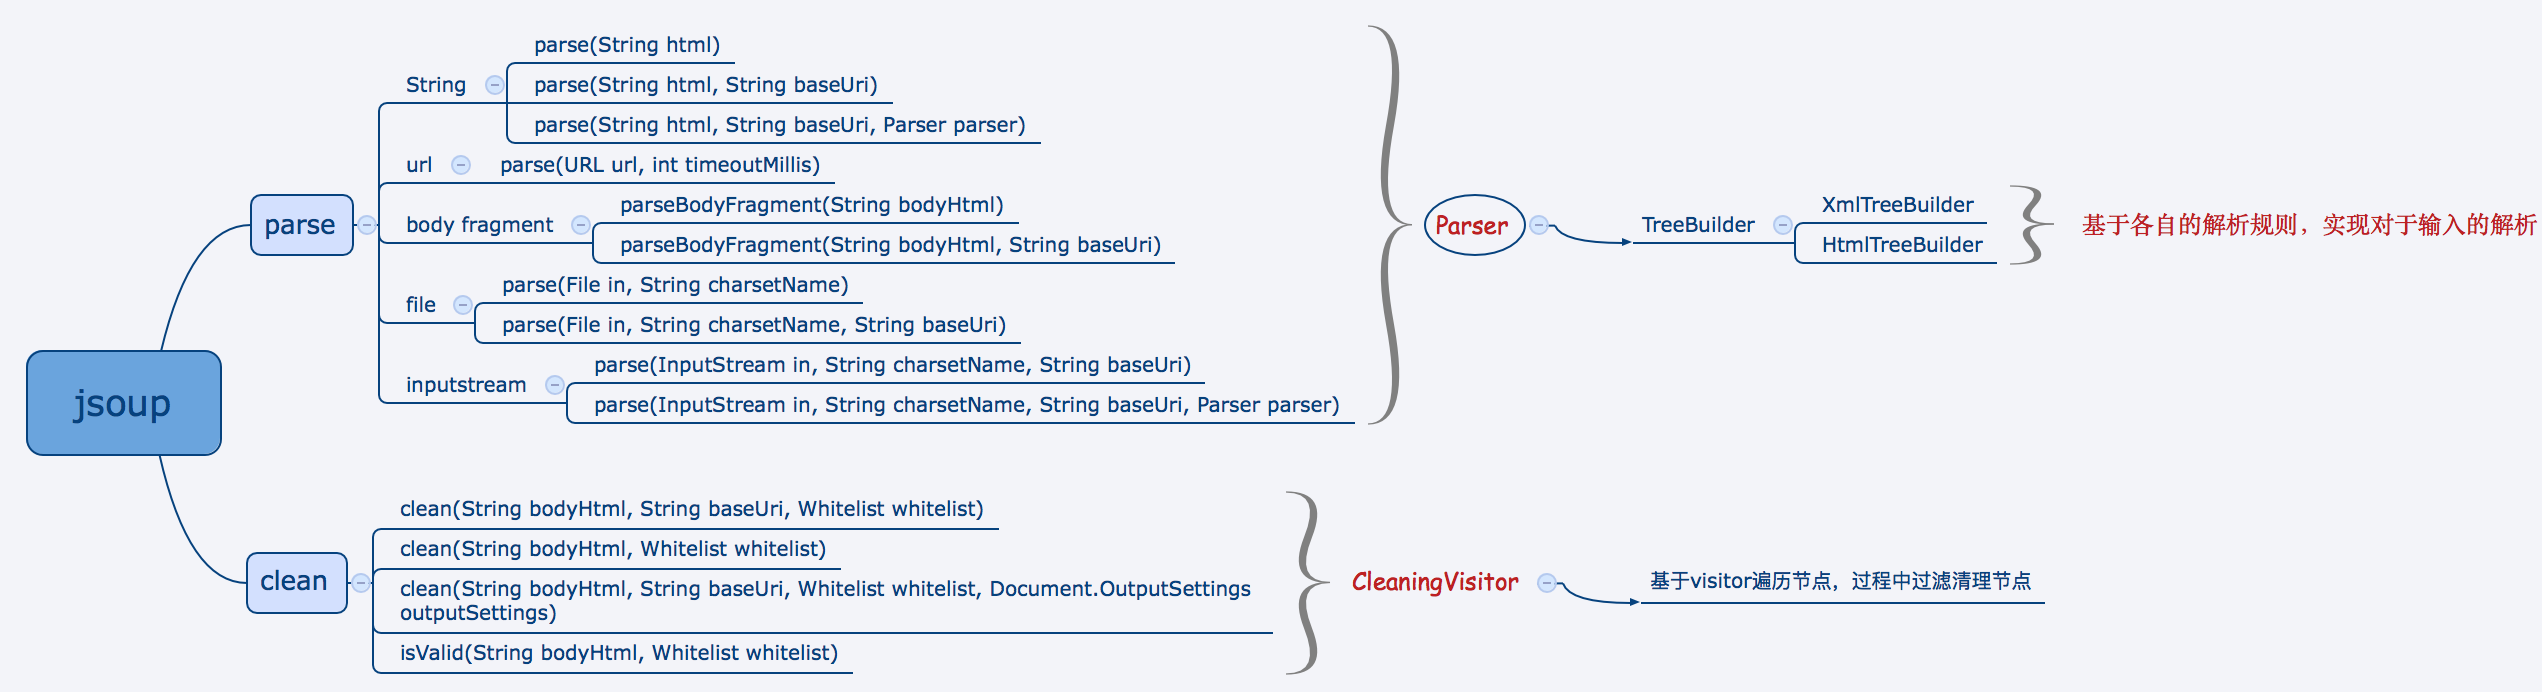 jsoup
parse
String
parse(String html)
parse(String html, String baseUri)
parse(String html, String baseUri, Parser parser)
url
parse(URL url, int timeoutMillis)
body fragment
parseBodyFragment(String bodyHtml)
parseBodyFragment(String bodyHtml, String baseUri)
file
parse(File in, String charsetName)
parse(File in, String charsetName, String baseUri)
inputstream
parse(InputStream in, String charsetName, String baseUri)
parse(InputStream in, String charsetName, String baseUri, Parser parser)
Parser
TreeBuilder
XmlTreeBuilder
HtmlTreeBuilder
基于各自的解析规则，实现对于输入的解析
clean
clean(String bodyHtml, String baseUri, Whitelist whitelist)
clean(String bodyHtml, Whitelist whitelist)
clean(String bodyHtml, String baseUri, Whitelist whitelist, Document.OutputSettings
outputSettings)
isValid(String bodyHtml, Whitelist whitelist)
CleaningVisitor
基于visitor遍历节点，过程中过滤清理节点